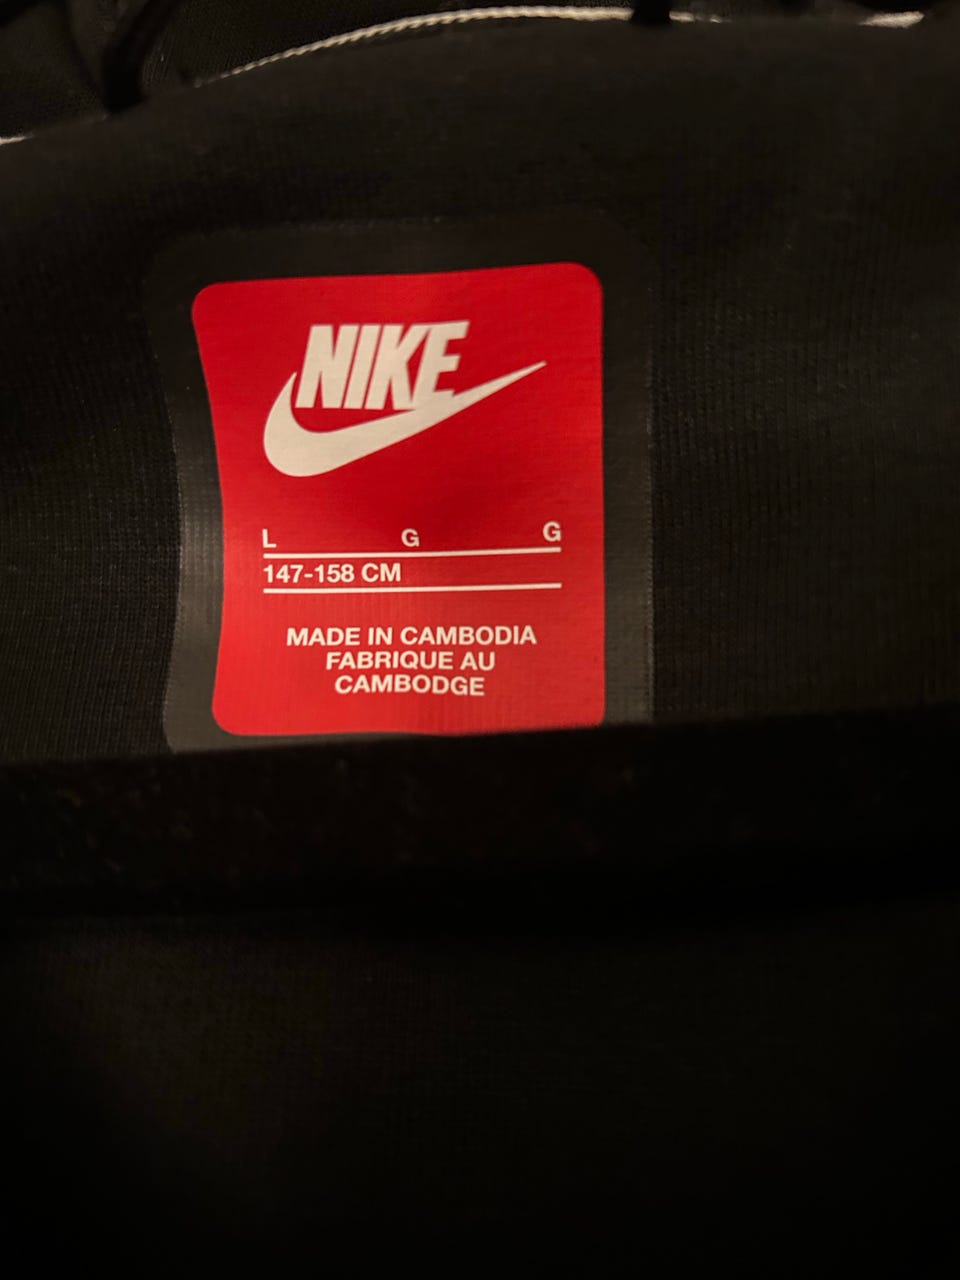 NIKE
L G G
147-158 CM
MADE IN CAMBODIA
FABRIQUE AU
CAMBODGE